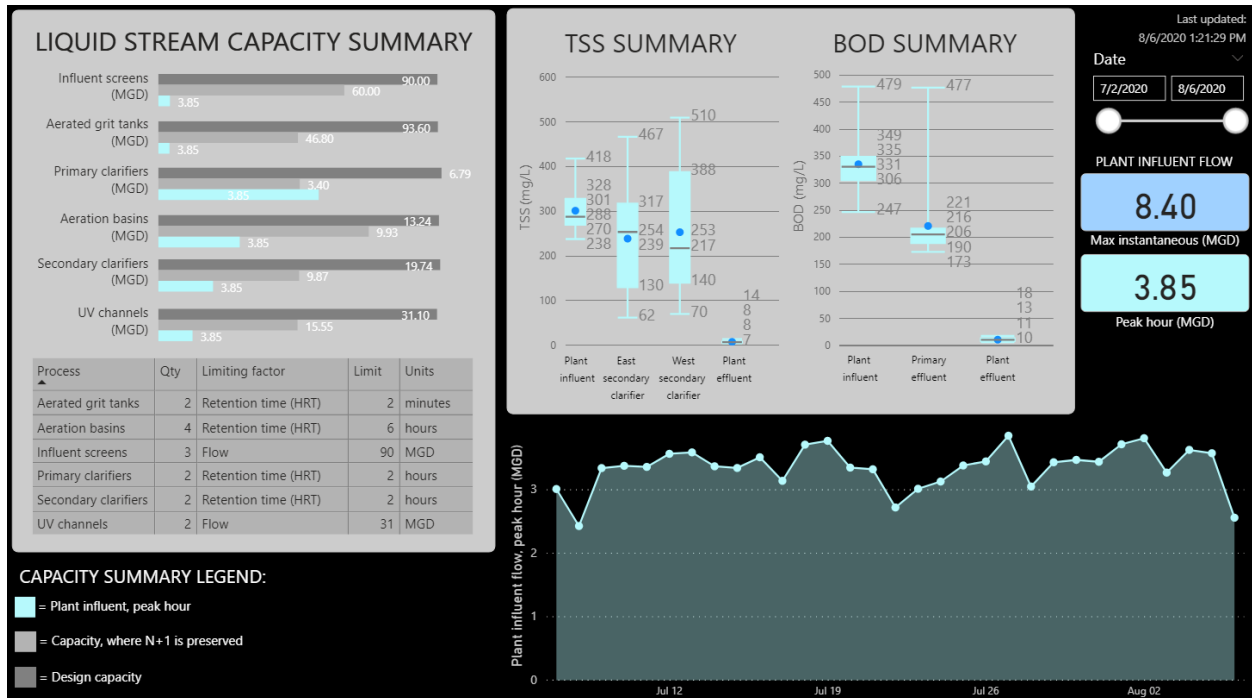 LIQUID STREAM CAPACITY SUMMARY
Influent screens
(MGD)
90.00
60.00
3.85
Aerated grit tanks
(MGD)
93.60
46.80
3.85
Primary clarifiers
(MGD)
6.79
3.40
3.85
Aeration basins
(MGD)
13.24
9.93
3.85
Secondary clarifiers
(MGD)
19.74
9.87
3.85
UV channels
(MGD)
31.10
15.55
3.85
Process Qty Limiting factor Limit Units
Aerated grit tanks 2 Retention time (HRT) 2 minutes
Aeration basins 4 Retention time (HRT) 6 hours
Influent screens 3 Flow 90 MGD
Primary clarifiers 2 Retention time (HRT) 2 hours
Secondary clarifiers 2 Retention time (HRT) 2 hours
UV channels 2 Flow 31 MGD
CAPACITY SUMMARY LEGEND:
= Plant influent, peak hour
= Capacity, where N+1 is preserved
= Design capacity
TSS SUMMARY
TSS (mg/L)
600
500
400
300
200
100
0
418
328
301
288
270
238
467
317
254
239
130
62
510
388
253
217
140
70
14
8
8
7
Plant influent
East secondary clarifier
West secondary clarifier
Plant effluent
BOD SUMMARY
BOD (mg/L)
500
450
400
350
300
250
200
150
100
50
0
479
349
335
331
306
247
477
221
216
206
190
173
18
13
11
10
Plant influent
Primary effluent
Plant effluent
Last updated:
8/6/2020 1:21:29 PM
Date
7/2/2020 8/6/2020
PLANT INFLUENT FLOW
8.40
Max instantaneous (MGD)
3.85
Peak hour (MGD)
Plant influent flow, peak hour (MGD)
3
2
1
0
Jul 12 Jul 19 Jul 26 Aug 02